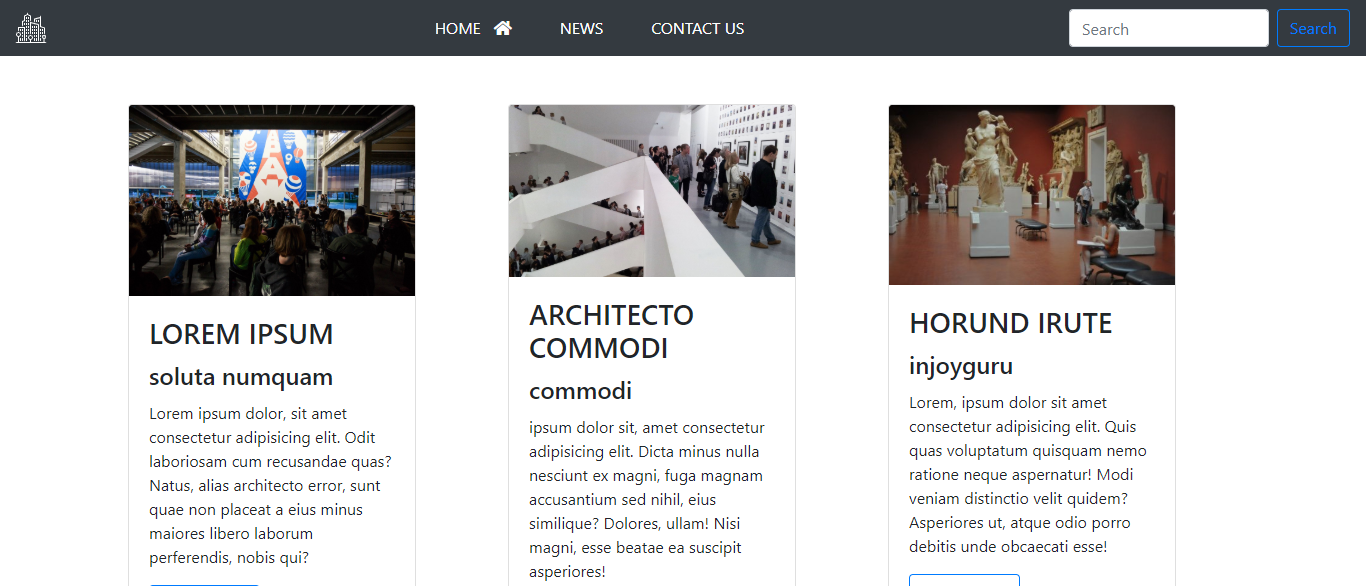 HOME
NEWS
CONTACT US
Search
Search
LOREM IPSUM
soluta numquam
Lorem ipsum dolor, sit amet
consectetur adipisicing elit. Odit
laboriosam cum recusandae quas?
Natus, alias architecto error, sunt
quae non placeat a eius minus
maiores libero laborum
perferendis, nobis qui?
ARCHITECTO
COMMODI
commodi
ipsum dolor sit, amet consectetur
adipisicing elit. Dicta minus nulla
nesciunt ex magni, fuga magnam
accusantium sed nihil, eius
similique? Dolores, ullam! Nisi
magni, esse beatae ea suscipit
asperiores!
HORUND IRUTE
injoyguru
Lorem, ipsum dolor sit amet
consectetur adipisicing elit. Quis
quas voluptatum quisquam nemo
ratione neque aspernatur! Modi
veniam distinctio velit quidem?
Asperiores ut, atque odio porro
debitis unde obcaecati esse!